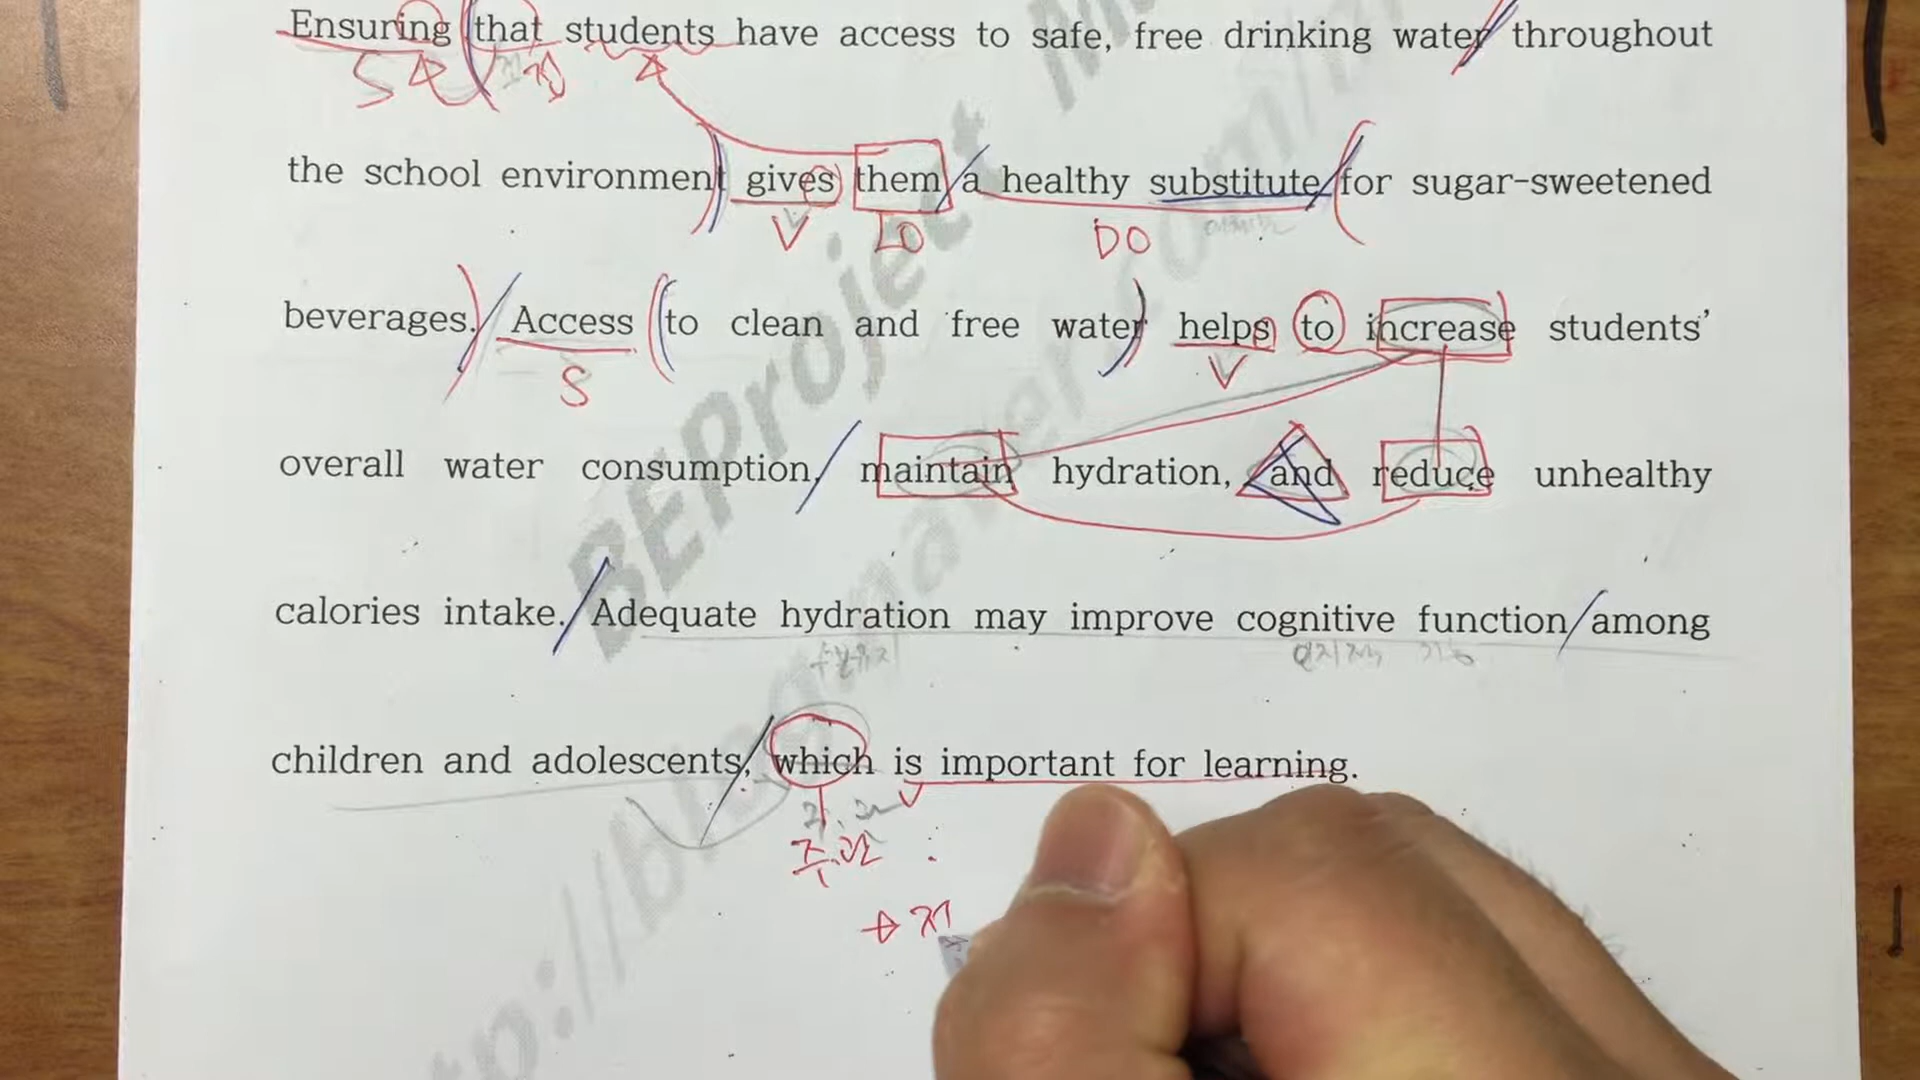 Ensuring that students have access to safe, free drinking water throughout
S 접
the school environment gives them a healthy substitute for sugar-sweetened
V IO DO
beverages. Access to clean and free water helps to increase students'
S V
overall water consumption, maintain hydration, and reduce unhealthy
calories intake. Adequate hydration may improve cognitive function among
children and adolescents, which is important for learning.
V
주.관 :
BEProject